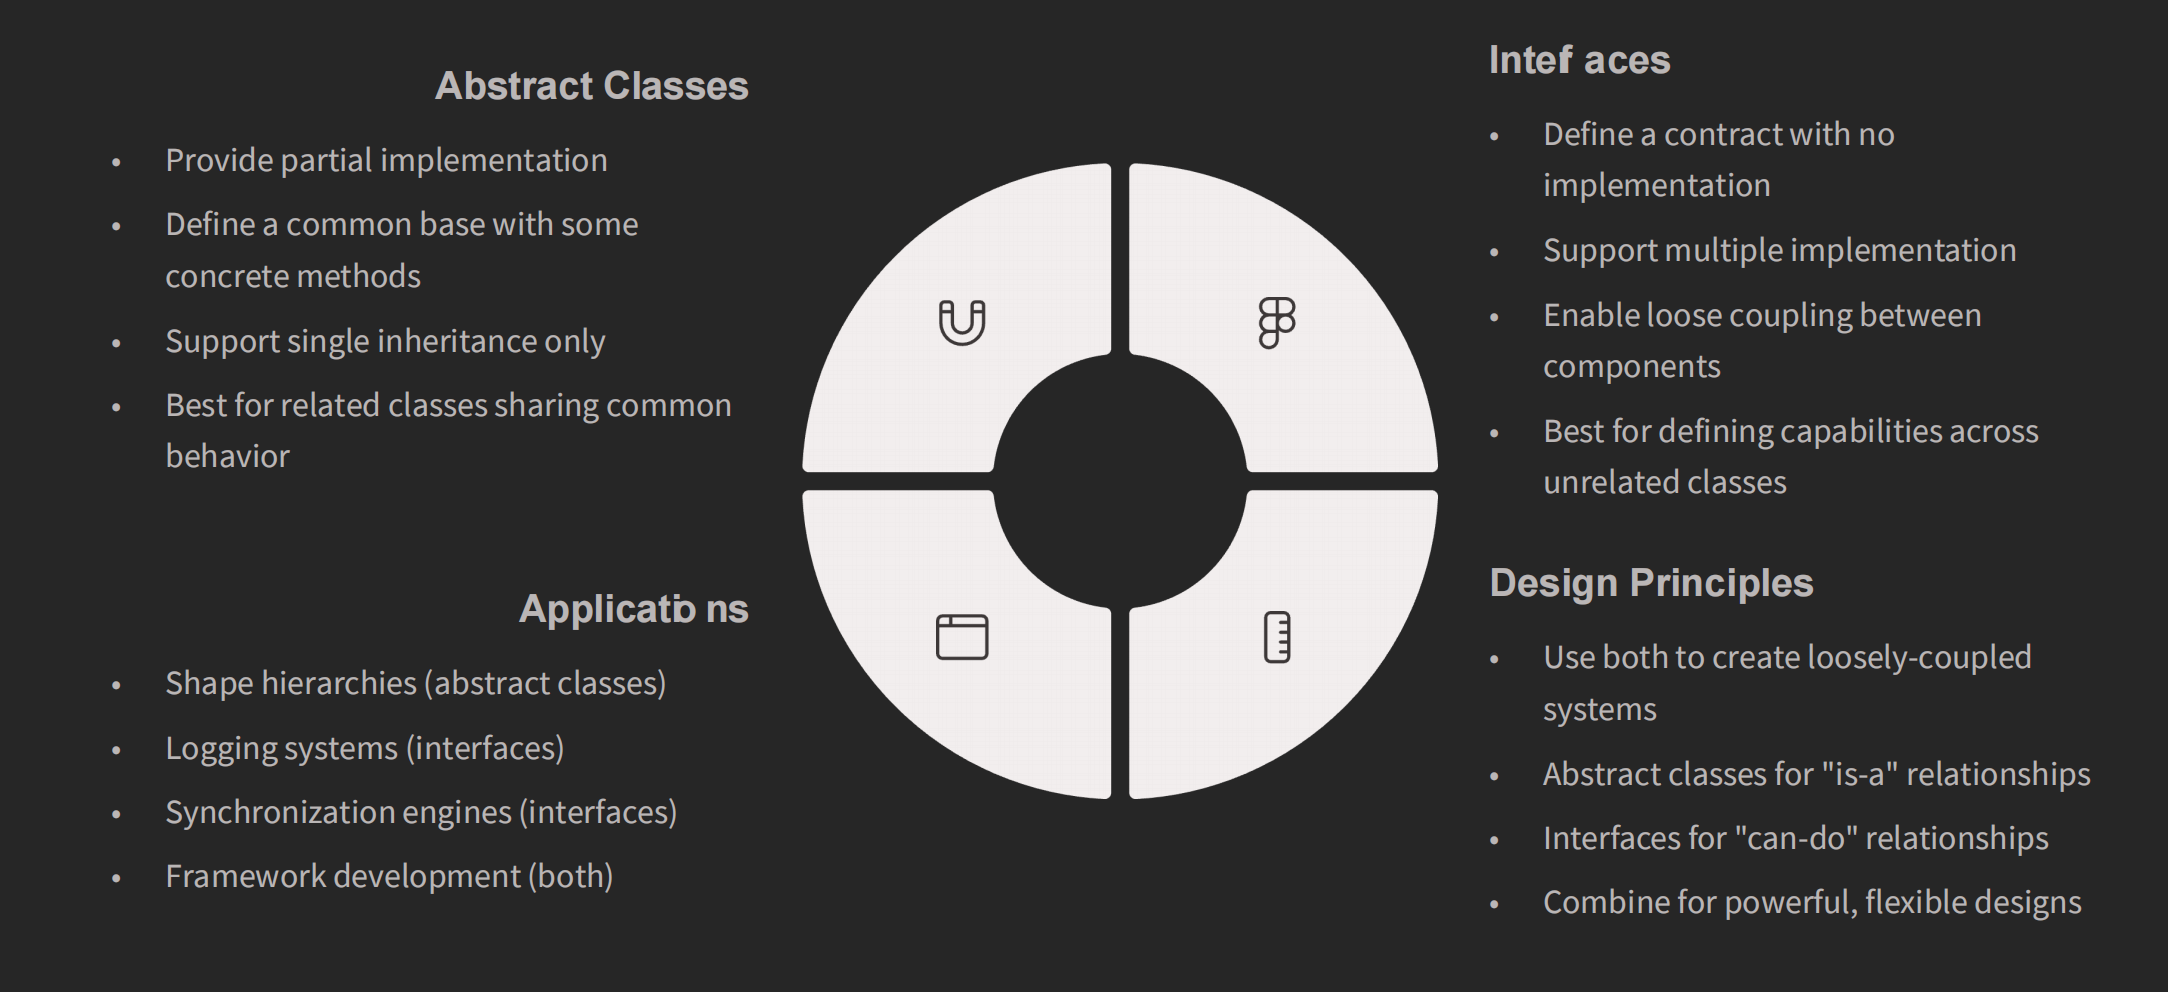 Abstract Classes
• Provide partial implementation
• Define a common base with some
concrete methods
• Support single inheritance only
• Best for related classes sharing common
behavior
Interf aces
• Define a contract with no
implementation
• Support multiple implementation
• Enable loose coupling between
components
• Best for defining capabilities across
unrelated classes
Applicatio ns
• Shape hierarchies (abstract classes)
• Logging systems (interfaces)
• Synchronization engines (interfaces)
• Framework development (both)
Design Principles
• Use both to create loosely-coupled
systems
• Abstract classes for "is-a" relationships
• Interfaces for "can-do" relationships
• Combine for powerful, flexible designs